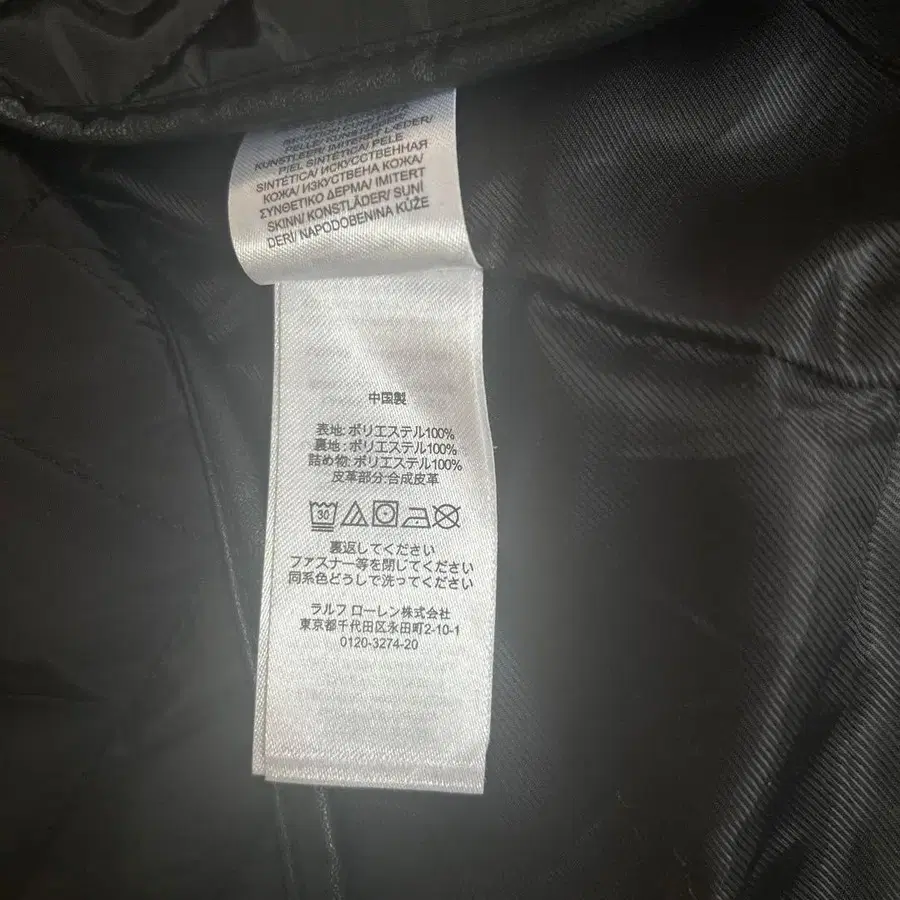 KUNSTLEER/ IMITERET LÆDER/
PIEL SINTÉTICA/ PELE
SINTÉTICA/ ИСКУССТВЕННАЯ
КОЖА/ ИЗКУСТВЕНА КОЖА/
ΣΥΝΘΕΤΙΚΟ ΔΕΡΜΑ/ IMITERT
SKINN/ KONSTLÄDER/ SUNİ
DERİ/ NAPODOBENINA KŮŽE
中国製
表地: ポリエステル100%
裏地: ポリエステル100%
詰め物: ポリエステル100%
皮革部分:合成皮革
30
裏返してください
ファスナー等を閉じてください
同系色どうしで洗ってください
ラルフ ローレン株式会社
東京都千代田区永田町2-10-1
0120-3274-20